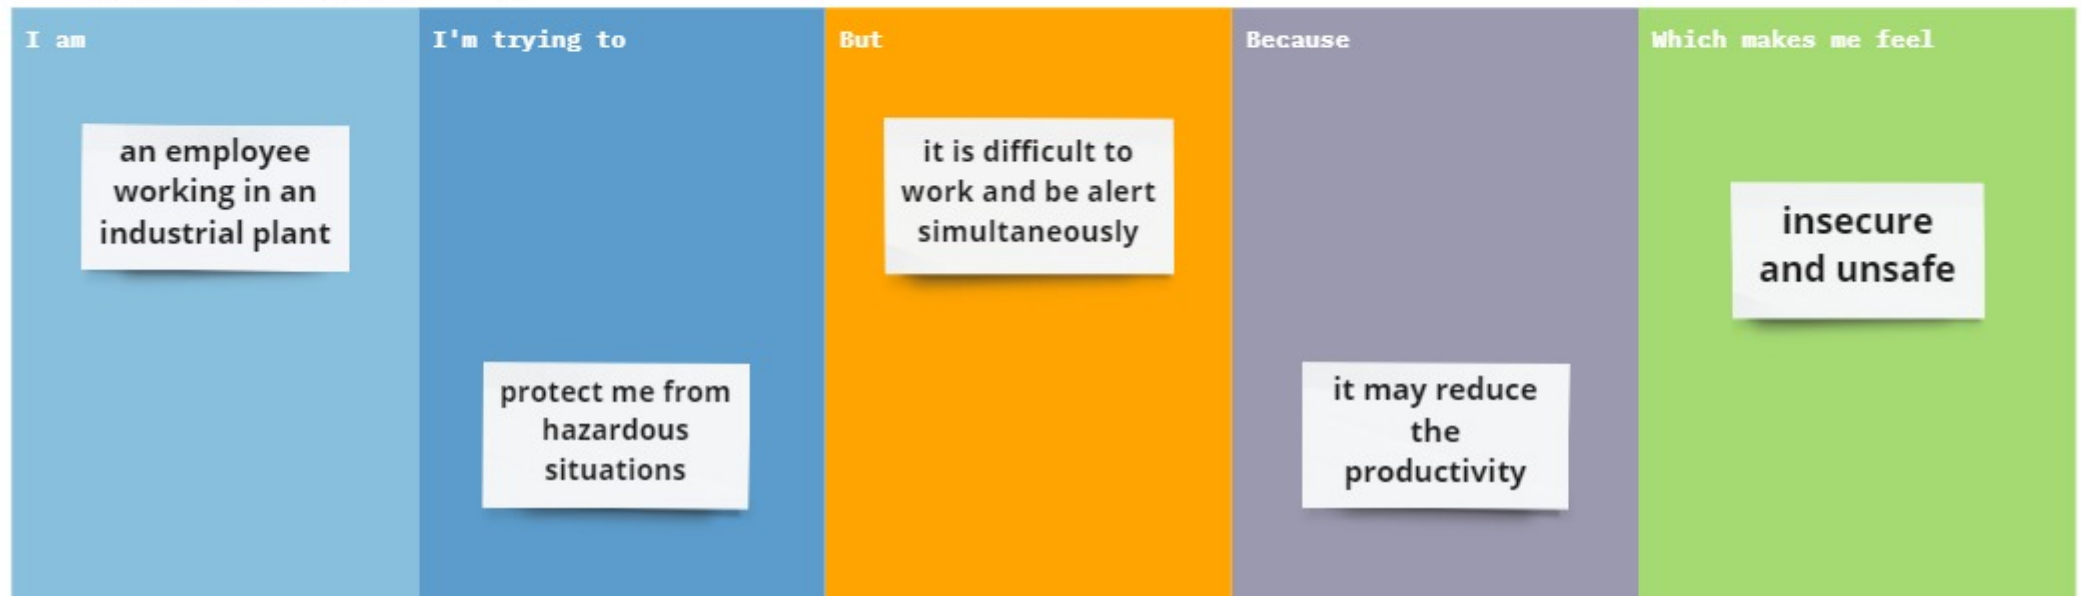 I am
an employee
working in an
industrial plant
I'm trying to
protect me from
hazardous
situations
But
it is difficult to
work and be alert
simultaneously
Because
it may reduce
the
productivity
Which makes me feel
insecure
and unsafe